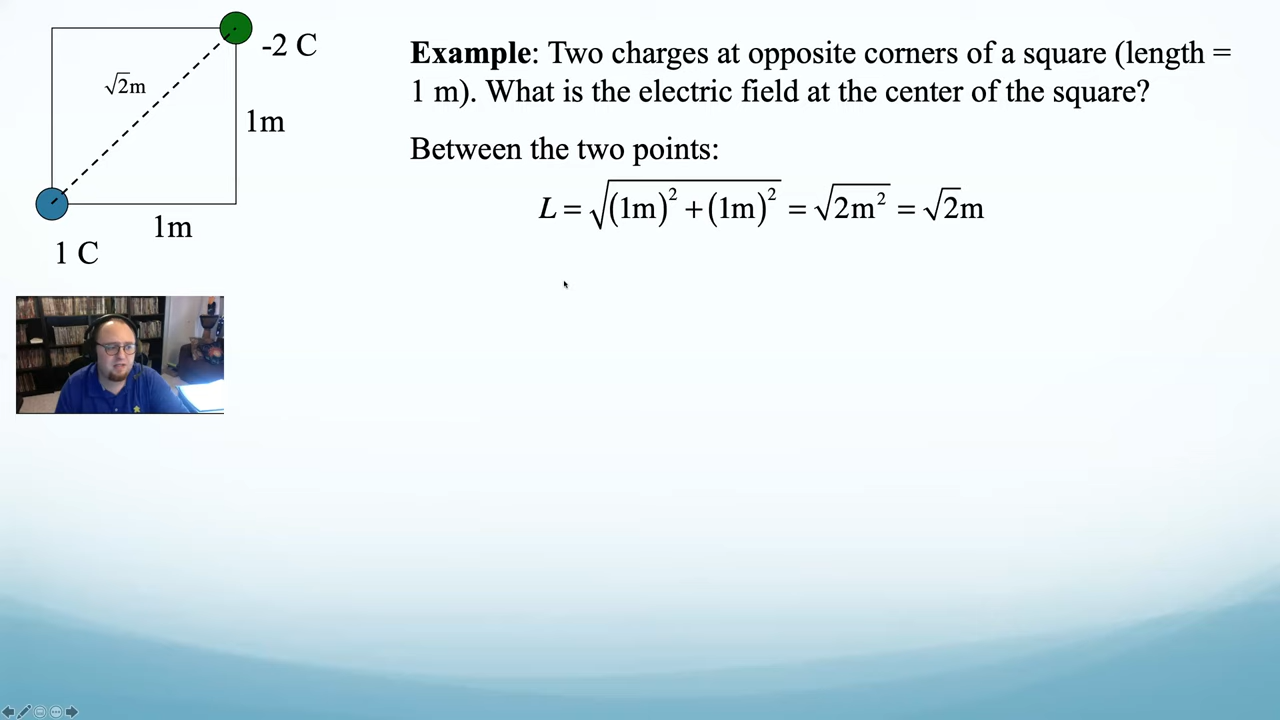 -2 C
√2m
1m
1m
1 C
Example: Two charges at opposite corners of a square (length =
1 m). What is the electric field at the center of the square?
Between the two points:
L = √((1m)² + (1m)²) = √(2m²) = √2m